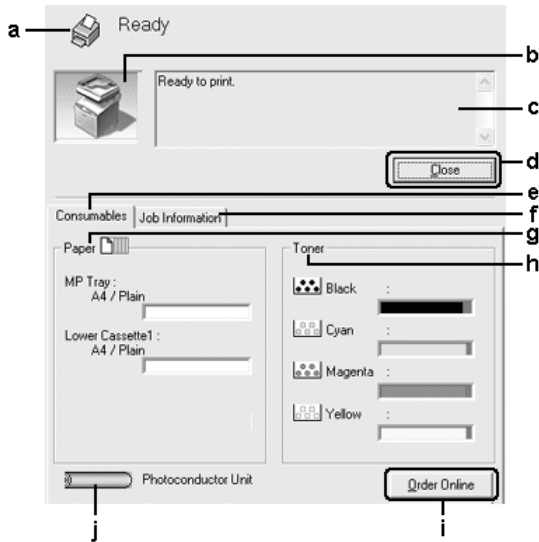 a
Ready
b
Ready to print.
c
d
Close
e
Consumables
Job Information
f
g
Paper
Toner
h
MP Tray :
A4 / Plain
Black :
Lower Cassette1 :
A4 / Plain
Cyan :
Magenta :
Yellow :
Photoconductor Unit
Order Online
j
i